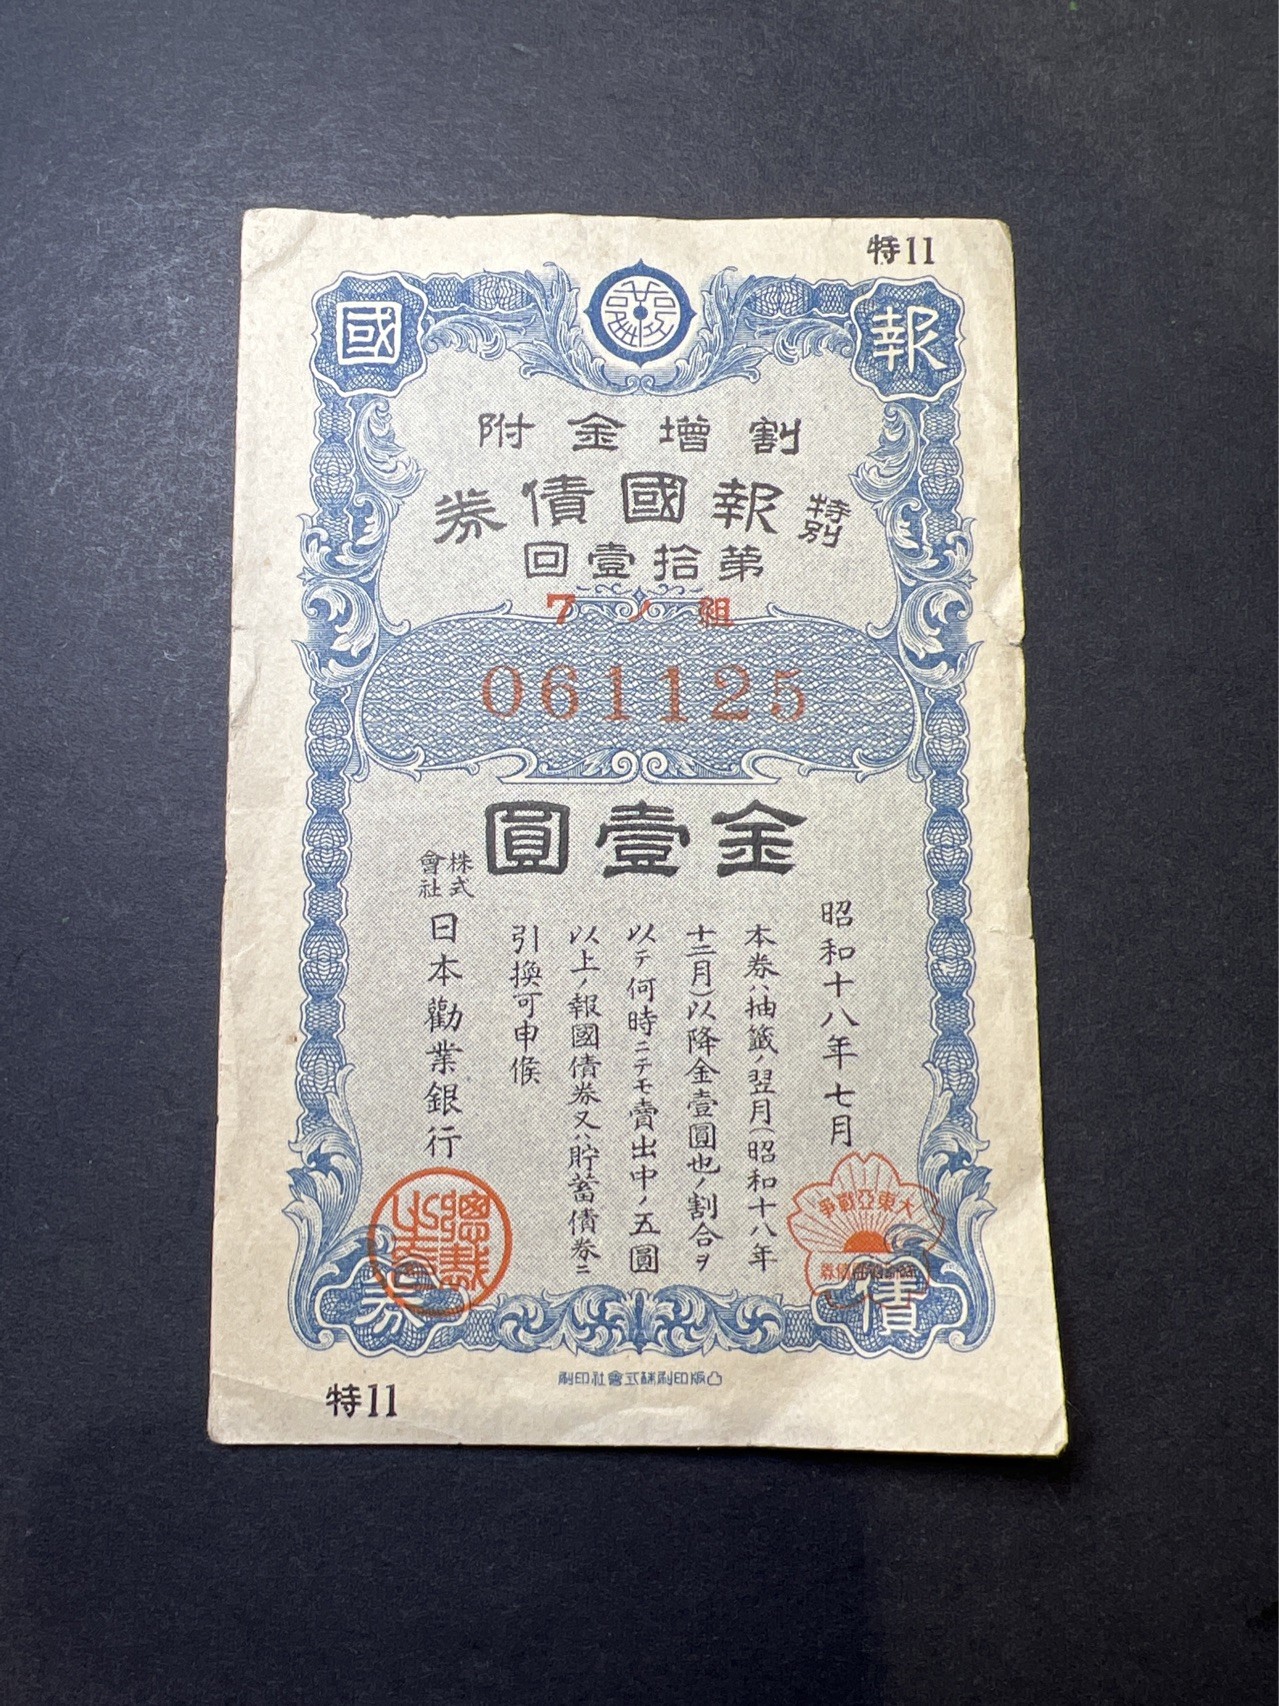 特11
報國
割增金附
特別 報國債券
第拾壹回
組ノ7
061125
金壹圓
昭和十八年七月
本券ハ抽籤ノ翌月(昭和十八年
十二月)以降金壹圓也ノ割合ヲ
以テ何時ニテモ賣出中ノ五圓
以上ノ報國債券又ハ貯蓄債券ニ
引換可申候
株式會社 日本勸業銀行
總裁之章
大東亞戰爭
債券
特11
凸版印刷株式會社印刷